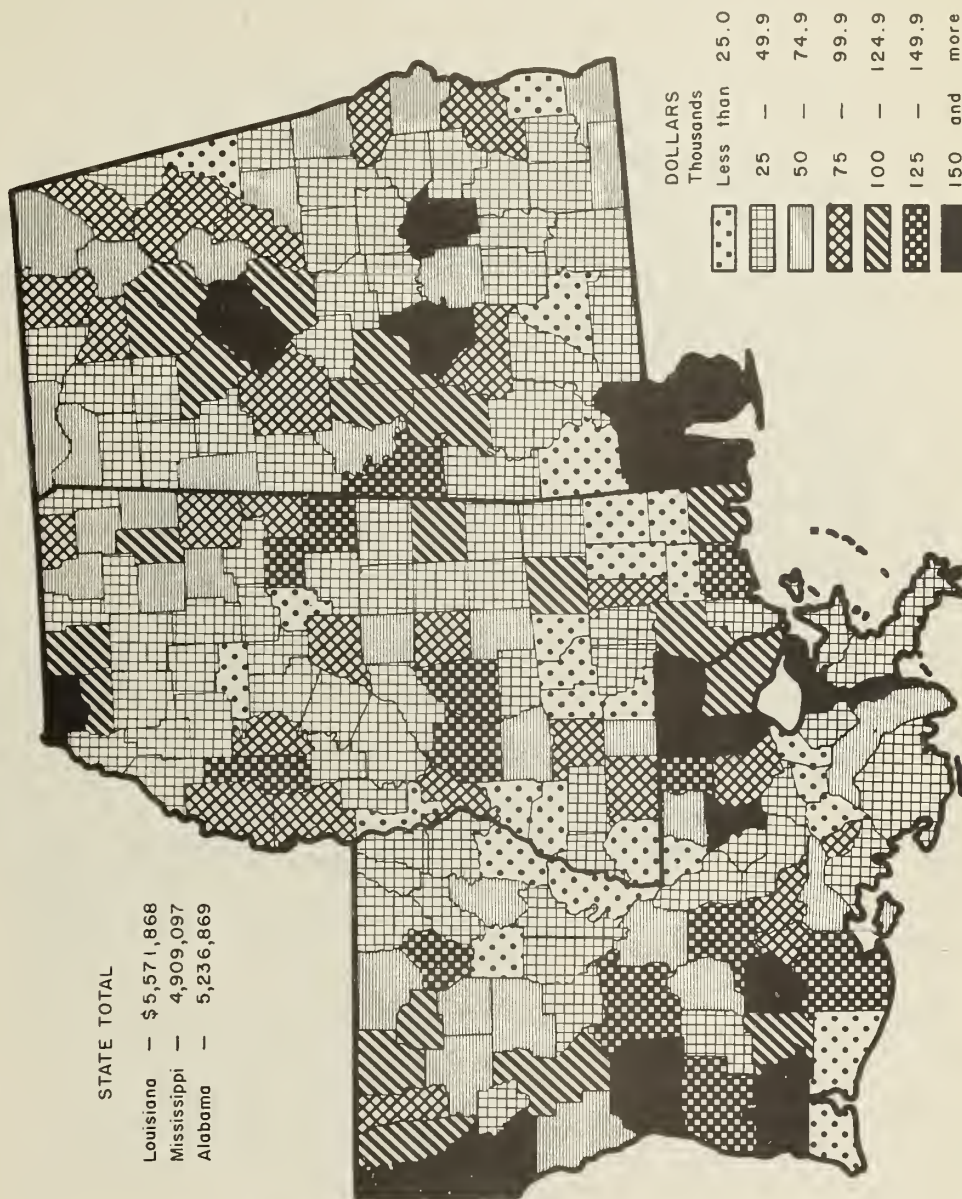 STATE TOTAL
Louisiana — $5,571,868
Mississippi — 4,909,097
Alabama — 5,236,869
DOLLARS
Thousands
Less than 25.0
25 — 49.9
50 — 74.9
75 — 99.9
100 — 124.9
125 — 149.9
150 and more